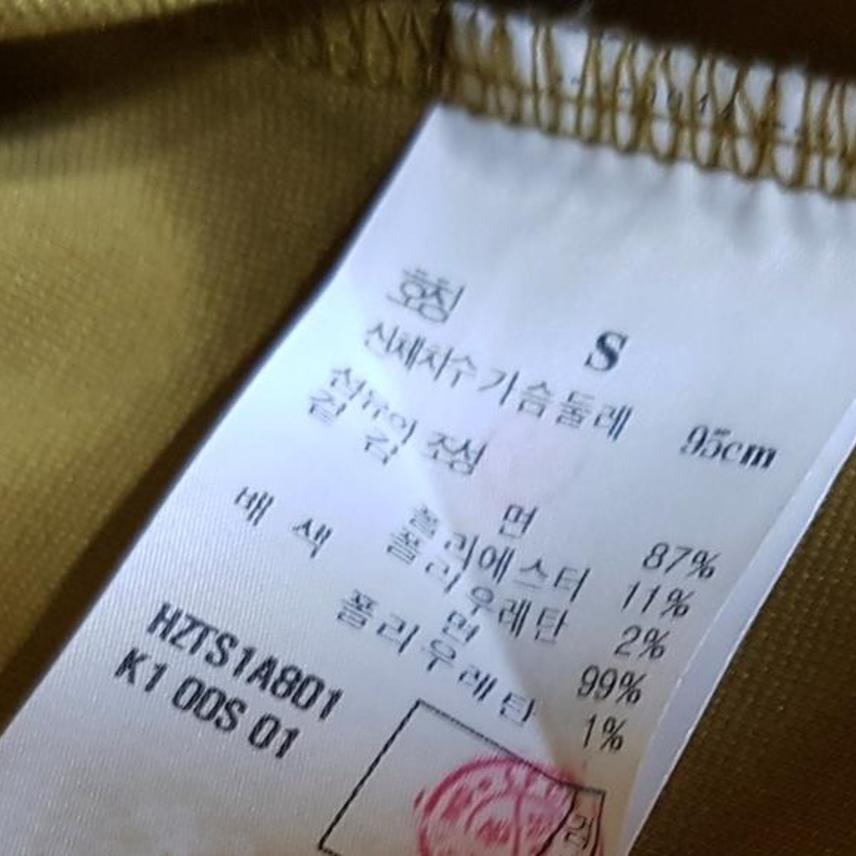 호칭 S
신체치수 가슴둘레 95cm
섬유의 조성
겉 감 면 87%
폴리에스터 11%
폴리우레탄 2%
배 색 면 99%
폴리우레탄 1%
HZTS1A801
K1 00S 01
검